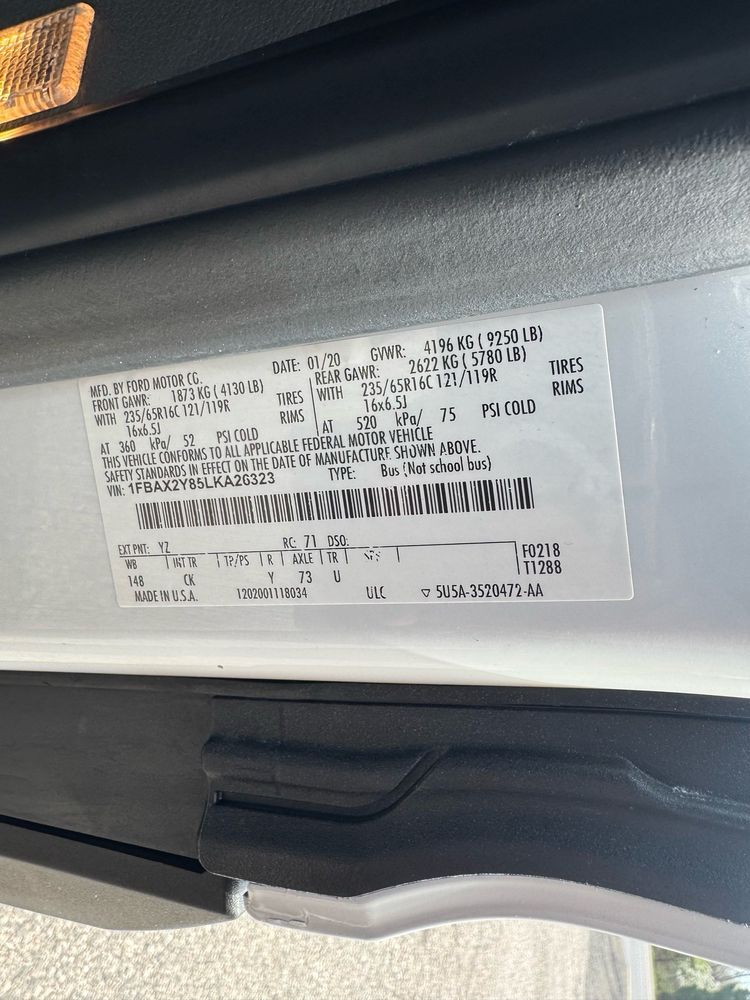 MFD. BY FORD MOTOR CO.
DATE: 01/20 GVWR: 4196 KG ( 9250 LB)
FRONT GAWR: 1873 KG ( 4130 LB) REAR GAWR: 2622 KG ( 5780 LB)
WITH 235/65R16C 121/119R TIRES WITH 235/65R16C 121/119R TIRES
16x6.5J RIMS 16x6.5J RIMS
AT 360 kPa/ 52 PSI COLD AT 520 kPa/ 75 PSI COLD
THIS VEHICLE CONFORMS TO ALL APPLICABLE FEDERAL MOTOR VEHICLE
SAFETY STANDARDS IN EFFECT ON THE DATE OF MANUFACTURE SHOWN ABOVE.
VIN: 1FBAX2Y85LKA26323 TYPE: Bus (Not school bus)
EXT PNT: YZ RC: 71 DSO:
WB INT TR TP/PS R AXLE TR F0218
148 CK Y 73 U T1288
MADE IN U.S.A. 1202001118034 ULC ▽ 5U5A-3520472-AA